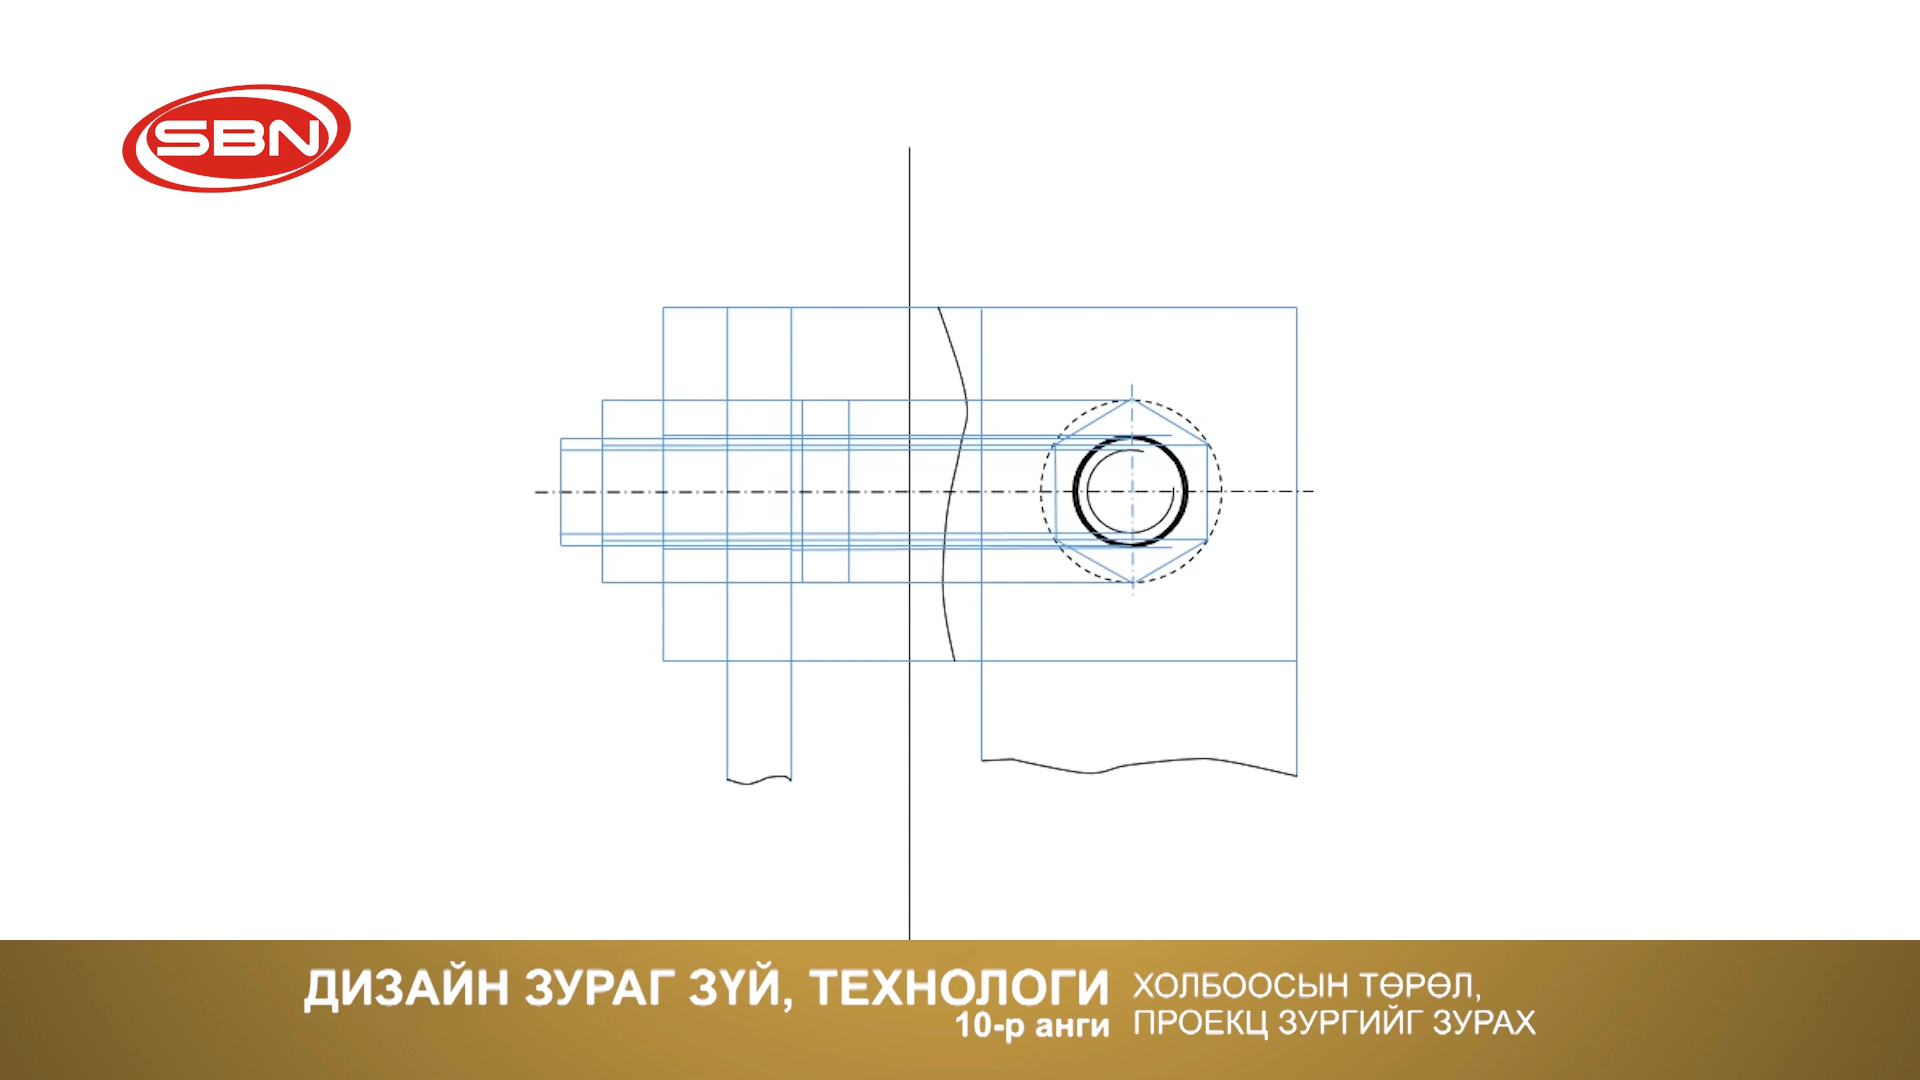 SBN
ДИЗАЙН ЗУРАГ ЗҮЙ, ТЕХНОЛОГИ
10-р анги
ХОЛБООСЫН ТӨРӨЛ,
ПРОЕКЦ ЗУРГИЙГ ЗУРАХ